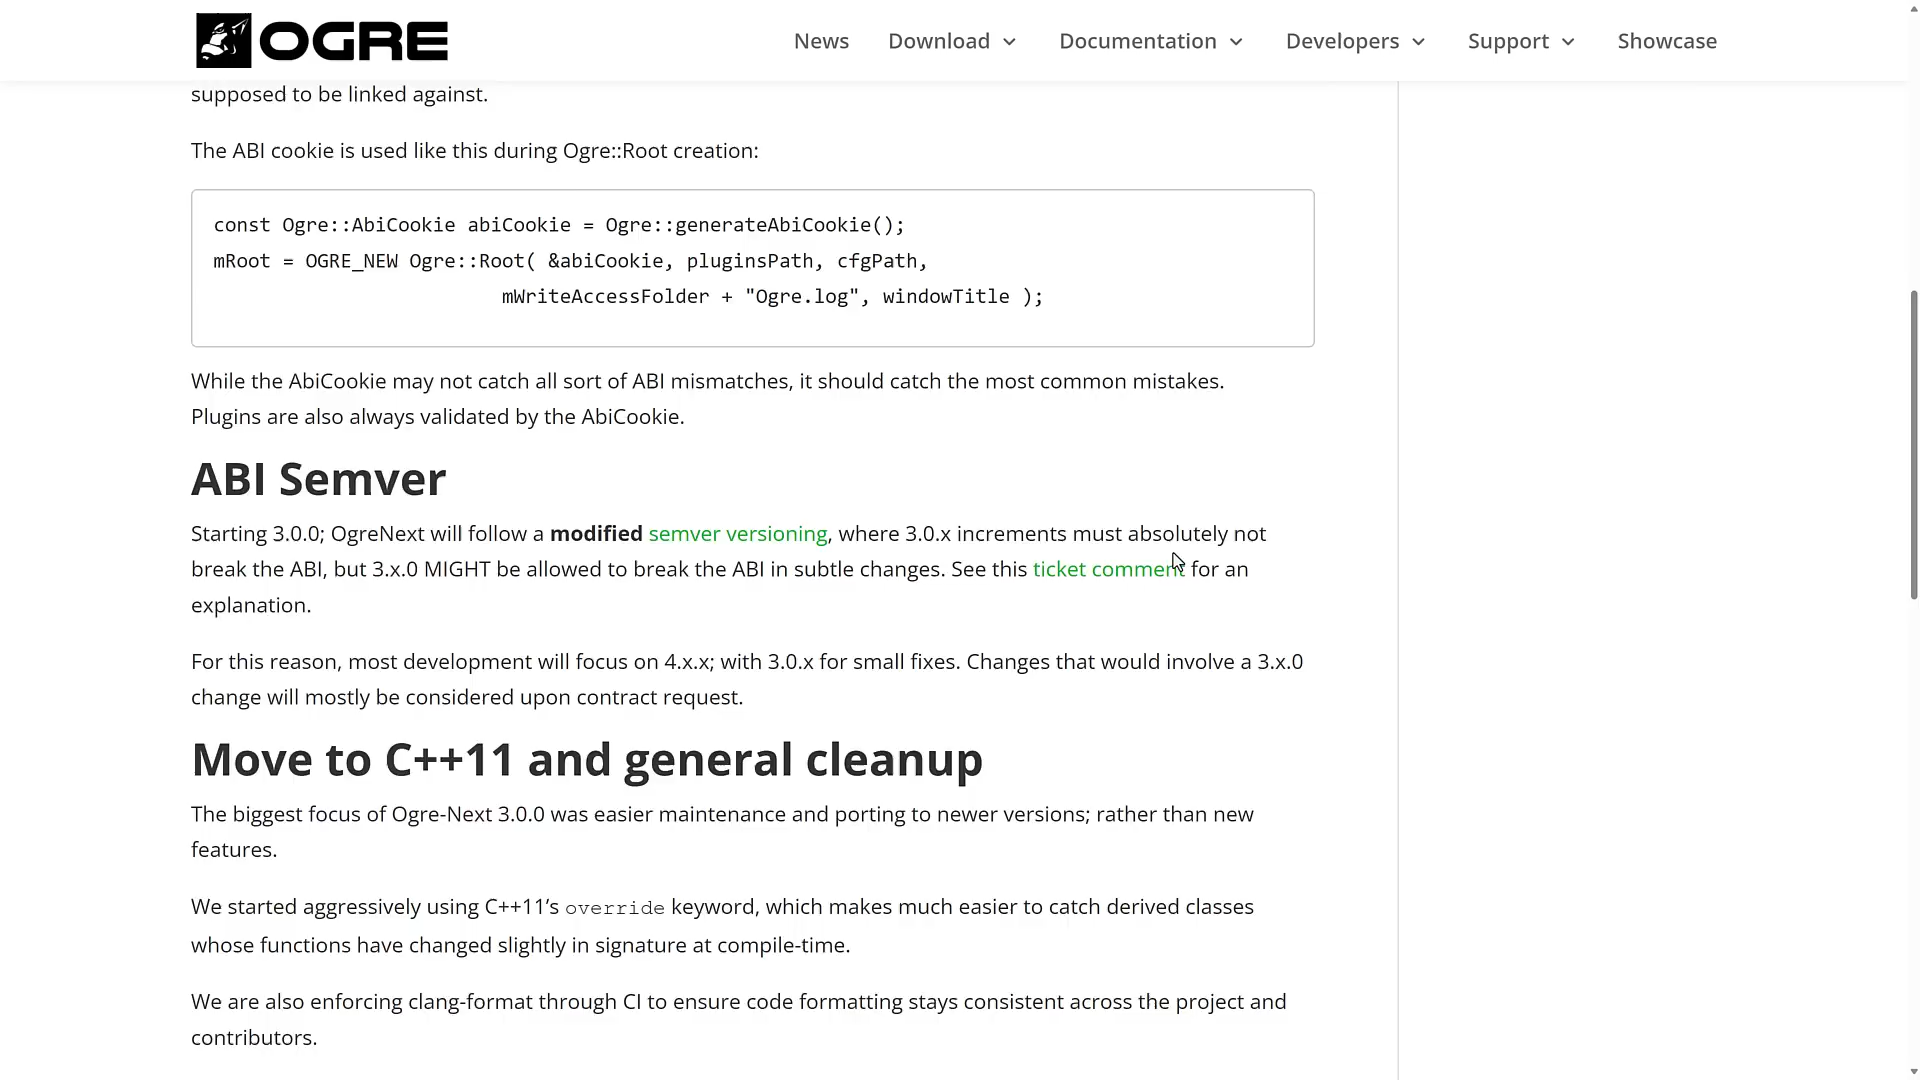 OGRE
News Download Documentation Developers Support Showcase
supposed to be linked against.
The ABI cookie is used like this during Ogre::Root creation:
const Ogre::AbiCookie abiCookie = Ogre::generateAbiCookie();
mRoot = OGRE_NEW Ogre::Root( &abiCookie, pluginsPath, cfgPath,
mWriteAccessFolder + "Ogre.log", windowTitle );
While the AbiCookie may not catch all sort of ABI mismatches, it should catch the most common mistakes.
Plugins are also always validated by the AbiCookie.
ABI Semver
Starting 3.0.0; OgreNext will follow a modified semver versioning, where 3.0.x increments must absolutely not
break the ABI, but 3.x.0 MIGHT be allowed to break the ABI in subtle changes. See this ticket comment for an
explanation.
For this reason, most development will focus on 4.x.x; with 3.0.x for small fixes. Changes that would involve a 3.x.0
change will mostly be considered upon contract request.
Move to C++11 and general cleanup
The biggest focus of Ogre-Next 3.0.0 was easier maintenance and porting to newer versions; rather than new
features.
We started aggressively using C++11’s override keyword, which makes much easier to catch derived classes
whose functions have changed slightly in signature at compile-time.
We are also enforcing clang-format through CI to ensure code formatting stays consistent across the project and
contributors.